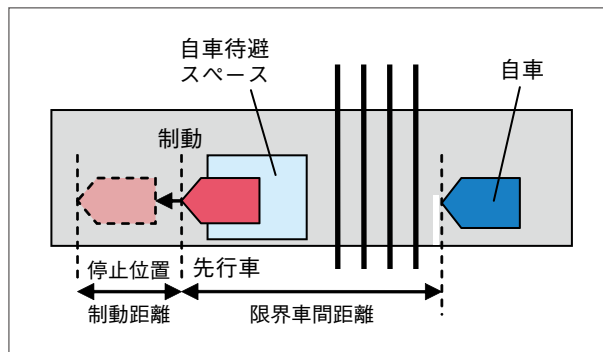 自車待避
スペース
自車
制動
停止位置
先行車
制動距離
限界車間距離